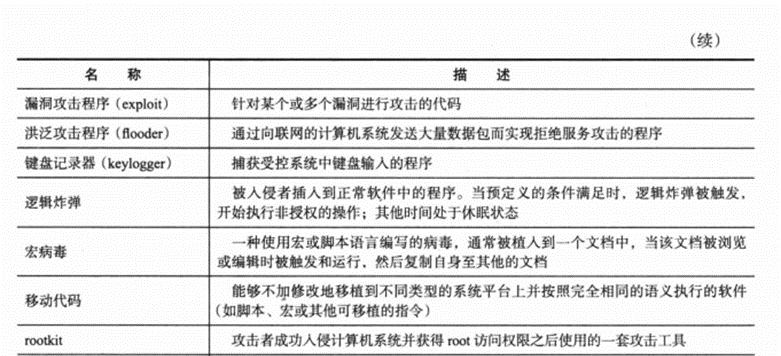 (续)
名 称 描 述
漏洞攻击程序(exploit) 针对某个或多个漏洞进行攻击的代码
洪泛攻击程序(flooder) 通过向联网的计算机系统发送大量数据包而实现拒绝服务攻击的程序
键盘记录器(keylogger) 捕获受控系统中键盘输入的程序
逻辑炸弹 被入侵者插入到正常软件中的程序。当预定义的条件满足时,逻辑炸弹被触发,
开始执行非授权的操作;其他时间处于休眠状态
宏病毒 一种使用宏或脚本语言编写的病毒,通常被植入到一个文档中,当该文档被浏览
或编辑时被触发和运行,然后复制自身至其他的文档
移动代码 能够不加修改地移植到不同类型的系统平台上并按照完全相同的语义执行的软件
(如脚本、宏或其他可移植的指令)
rootkit 攻击者成功入侵计算机系统并获得 root 访问权限之后使用的一套攻击工具